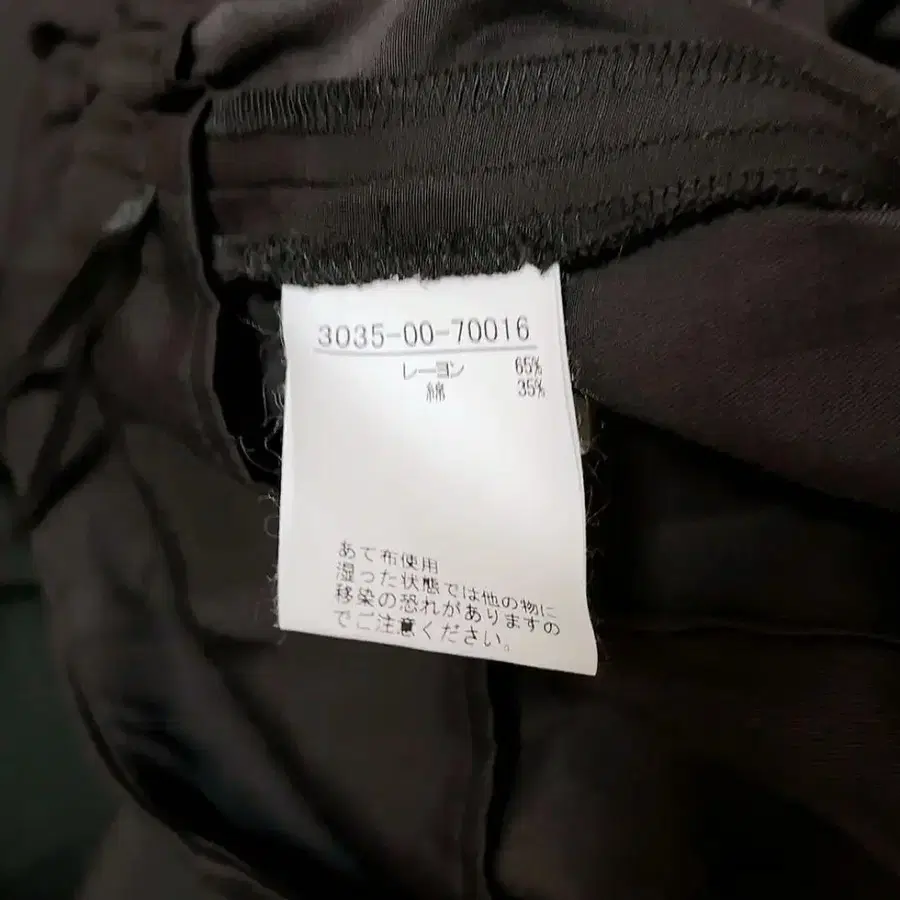 3035-00-70016
レーヨン 65%
綿 35%
あて布使用
湿った状態では他の物に
移染の恐れがありますの
でご注意ください。